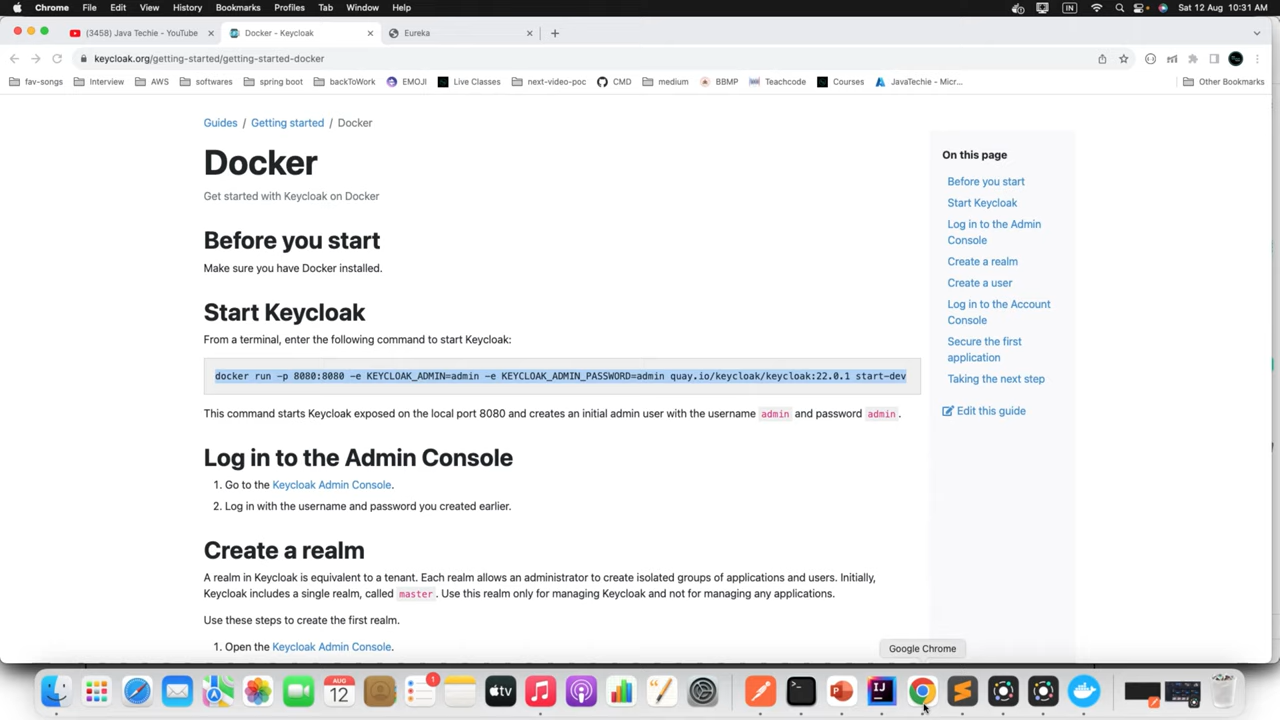 Chrome File Edit View History Bookmarks Profiles Tab Window Help IN Sat 12 Aug 10:31 AM
(3458) Java Techie - YouTube Docker - Keycloak Eureka
keycloak.org/getting-started/getting-started-docker
fav-songs Interview AWS softwares spring boot backToWork EMOJI Live Classes next-video-poc CMD medium BBMP Teachcode Courses JavaTechie - Micr... Other Bookmarks
Guides / Getting started / Docker
Docker
Get started with Keycloak on Docker
Before you start
Make sure you have Docker installed.
Start Keycloak
From a terminal, enter the following command to start Keycloak:
docker run -p 8080:8080 -e KEYCLOAK_ADMIN=admin -e KEYCLOAK_ADMIN_PASSWORD=admin quay.io/keycloak/keycloak:22.0.1 start-dev
This command starts Keycloak exposed on the local port 8080 and creates an initial admin user with the username admin and password admin.
Log in to the Admin Console
1. Go to the Keycloak Admin Console.
2. Log in with the username and password you created earlier.
Create a realm
A realm in Keycloak is equivalent to a tenant. Each realm allows an administrator to create isolated groups of applications and users. Initially,
Keycloak includes a single realm, called master. Use this realm only for managing Keycloak and not for managing any applications.
Use these steps to create the first realm.
1. Open the Keycloak Admin Console.
On this page
Before you start
Start Keycloak
Log in to the Admin
Console
Create a realm
Create a user
Log in to the Account
Console
Secure the first
application
Taking the next step
Edit this guide
Google Chrome
AUG
12
1
tv
IJ